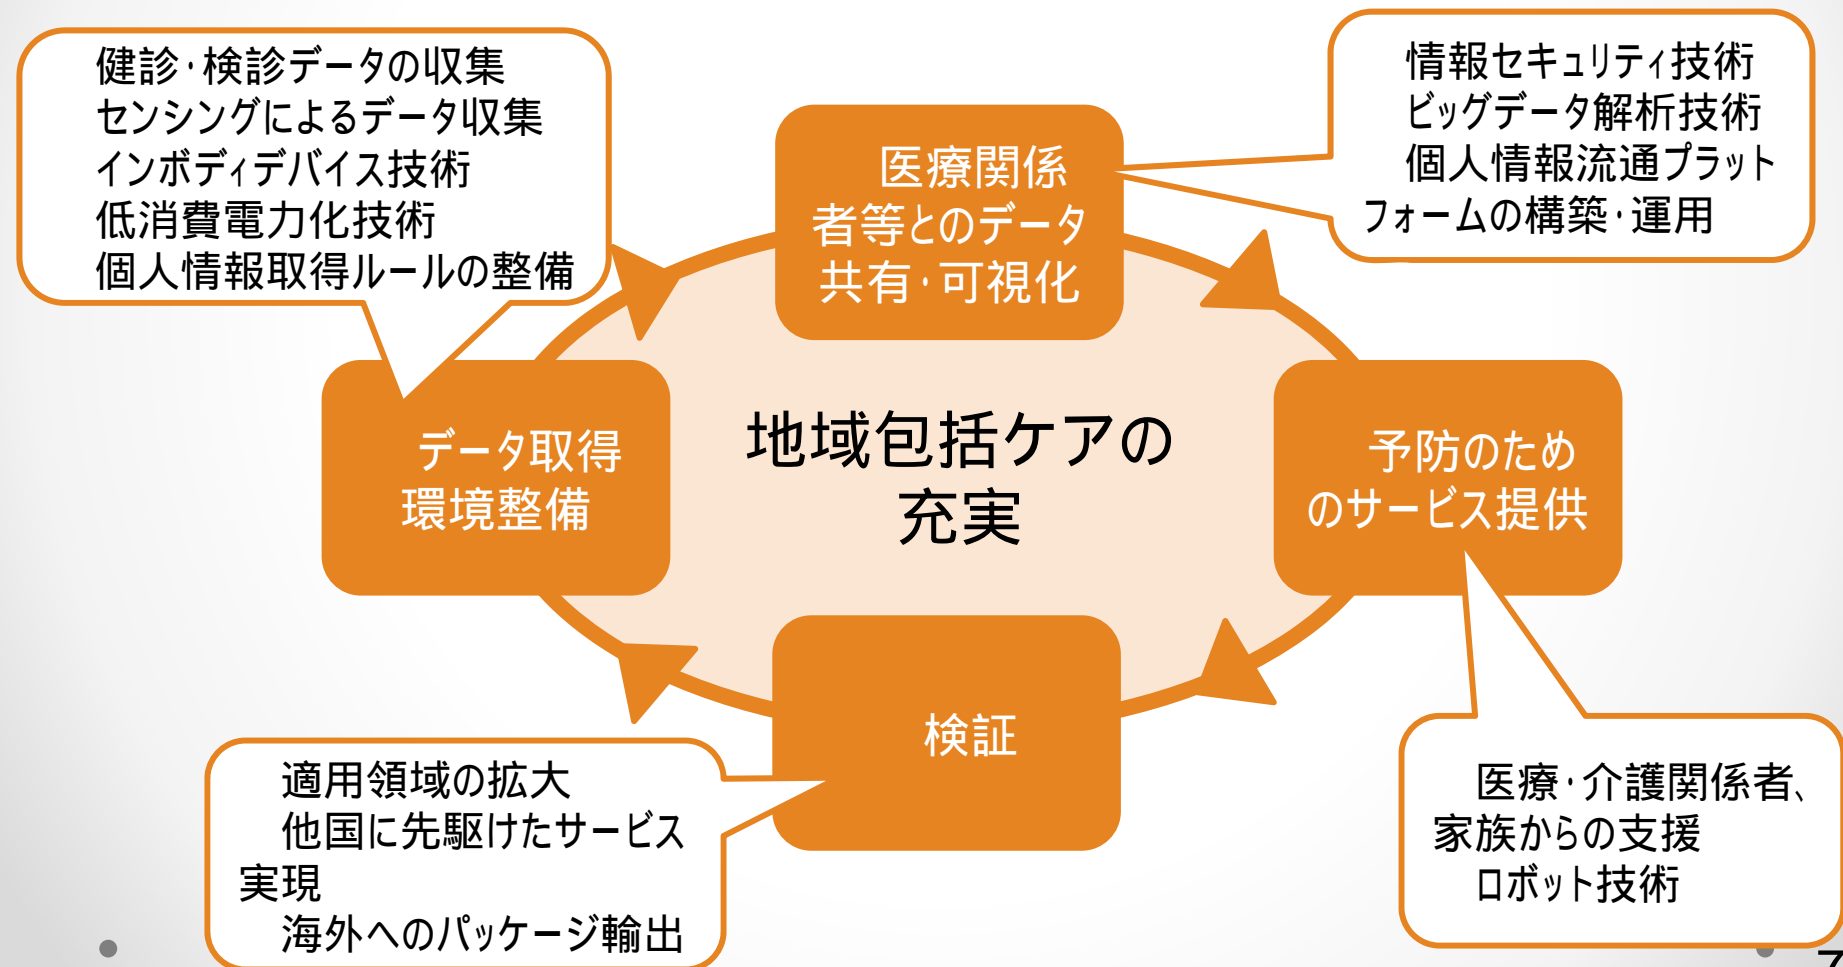 健診・検診データの収集
センシングによるデータ収集
インボディデバイス技術
低消費電力化技術
個人情報取得ルールの整備
情報セキュリティ技術
ビッグデータ解析技術
個人情報流通プラット
フォームの構築・運用
医療関係
者等とのデータ
共有・可視化
データ取得
環境整備
地域包括ケアの
充実
予防のため
のサービス提供
検証
適用領域の拡大
他国に先駆けたサービス
実現
海外へのパッケージ輸出
医療・介護関係者、
家族からの支援
ロボット技術
7